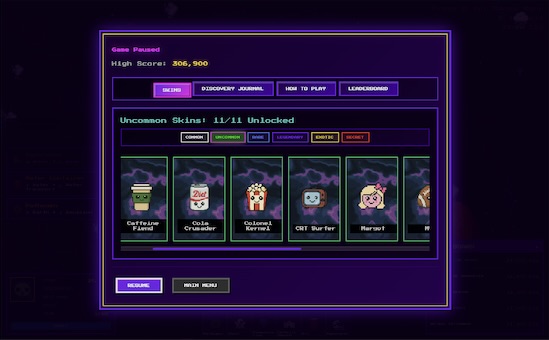 Game Paused
High Score: 306,900
SKINS
DISCOVERY JOURNAL
HOW TO PLAY
LEADERBOARD
Uncommon Skins: 11/11 Unlocked
COMMON
UNCOMMON
RARE
LEGENDARY
EXOTIC
SECRET
Diet
Caffeine Fiend
Cola Crusader
Colonel Kernel
CRT Surfer
Margot
RESUME
MAIN MENU